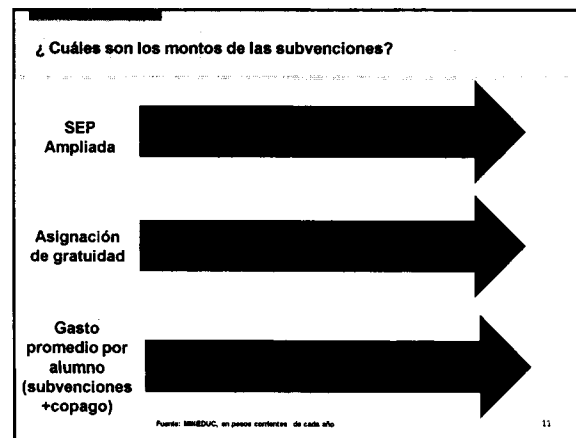 ¿ Cuáles son los montos de las subvenciones?
SEP
Ampliada
Asignación
de gratuidad
Gasto
promedio por
alumno
(subvenciones
+copago)
Fuente: MINEDUC, en pesos corrientes de cada año
11